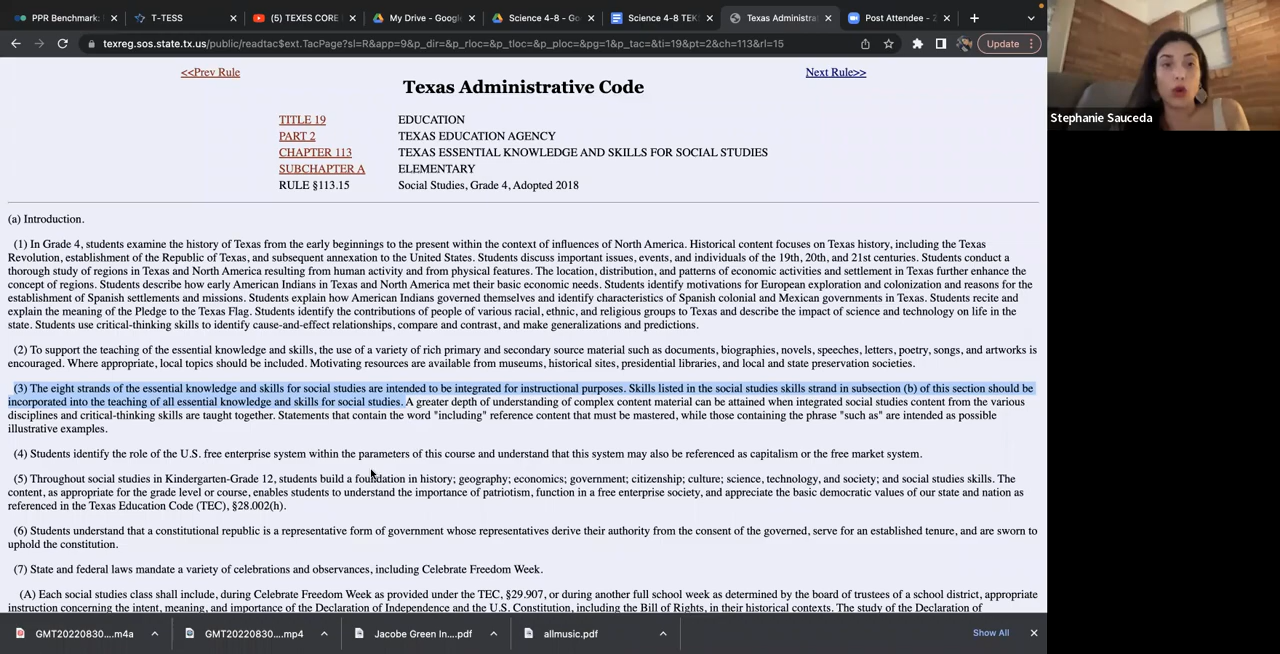 PPR Benchmark:
T-TESS
(5) TEXES CORE
My Drive - Googl
Science 4-8 - Go
Science 4-8 TEK
Texas Administra
Post Attendee - Z
texreg.sos.state.tx.us/public/readtac$ext.TacPage?sl=R&app=9&p_dir=&p_rloc=&p_tloc=&p_ploc=&pg=1&p_tac=&ti=19&pt=2&ch=113&rl=15
Update
<<Prev Rule
Next Rule>>
Texas Administrative Code
TITLE 19 EDUCATION
PART 2 TEXAS EDUCATION AGENCY
CHAPTER 113 TEXAS ESSENTIAL KNOWLEDGE AND SKILLS FOR SOCIAL STUDIES
SUBCHAPTER A ELEMENTARY
RULE §113.15 Social Studies, Grade 4, Adopted 2018
(a) Introduction.
(1) In Grade 4, students examine the history of Texas from the early beginnings to the present within the context of influences of North America. Historical content focuses on Texas history, including the Texas
Revolution, establishment of the Republic of Texas, and subsequent annexation to the United States. Students discuss important issues, events, and individuals of the 19th, 20th, and 21st centuries. Students conduct a
thorough study of regions in Texas and North America resulting from human activity and from physical features. The location, distribution, and patterns of economic activities and settlement in Texas further enhance the
concept of regions. Students describe how early American Indians in Texas and North America met their basic economic needs. Students identify motivations for European exploration and colonization and reasons for the
establishment of Spanish settlements and missions. Students explain how American Indians governed themselves and identify characteristics of Spanish colonial and Mexican governments in Texas. Students recite and
explain the meaning of the Pledge to the Texas Flag. Students identify the contributions of people of various racial, ethnic, and religious groups to Texas and describe the impact of science and technology on life in the
state. Students use critical-thinking skills to identify cause-and-effect relationships, compare and contrast, and make generalizations and predictions.
(2) To support the teaching of the essential knowledge and skills, the use of a variety of rich primary and secondary source material such as documents, biographies, novels, speeches, letters, poetry, songs, and artworks is
encouraged. Where appropriate, local topics should be included. Motivating resources are available from museums, historical sites, presidential libraries, and local and state preservation societies.
(3) The eight strands of the essential knowledge and skills for social studies are intended to be integrated for instructional purposes. Skills listed in the social studies skills strand in subsection (b) of this section should be
incorporated into the teaching of all essential knowledge and skills for social studies. A greater depth of understanding of complex content material can be attained when integrated social studies content from the various
disciplines and critical-thinking skills are taught together. Statements that contain the word "including" reference content that must be mastered, while those containing the phrase "such as" are intended as possible
illustrative examples.
(4) Students identify the role of the U.S. free enterprise system within the parameters of this course and understand that this system may also be referenced as capitalism or the free market system.
(5) Throughout social studies in Kindergarten-Grade 12, students build a foundation in history; geography; economics; government; citizenship; culture; science, technology, and society; and social studies skills. The
content, as appropriate for the grade level or course, enables students to understand the importance of patriotism, function in a free enterprise society, and appreciate the basic democratic values of our state and nation as
referenced in the Texas Education Code (TEC), §28.002(h).
(6) Students understand that a constitutional republic is a representative form of government whose representatives derive their authority from the consent of the governed, serve for an established tenure, and are sworn to
uphold the constitution.
(7) State and federal laws mandate a variety of celebrations and observances, including Celebrate Freedom Week.
(A) Each social studies class shall include, during Celebrate Freedom Week as provided under the TEC, §29.907, or during another full school week as determined by the board of trustees of a school district, appropriate
instruction concerning the intent, meaning, and importance of the Declaration of Independence and the U.S. Constitution, including the Bill of Rights, in their historical contexts. The study of the Declaration of
GMT20220830....m4a
GMT20220830....mp4
Jacobe Green In....pdf
allmusic.pdf
Show All
Stephanie Sauceda